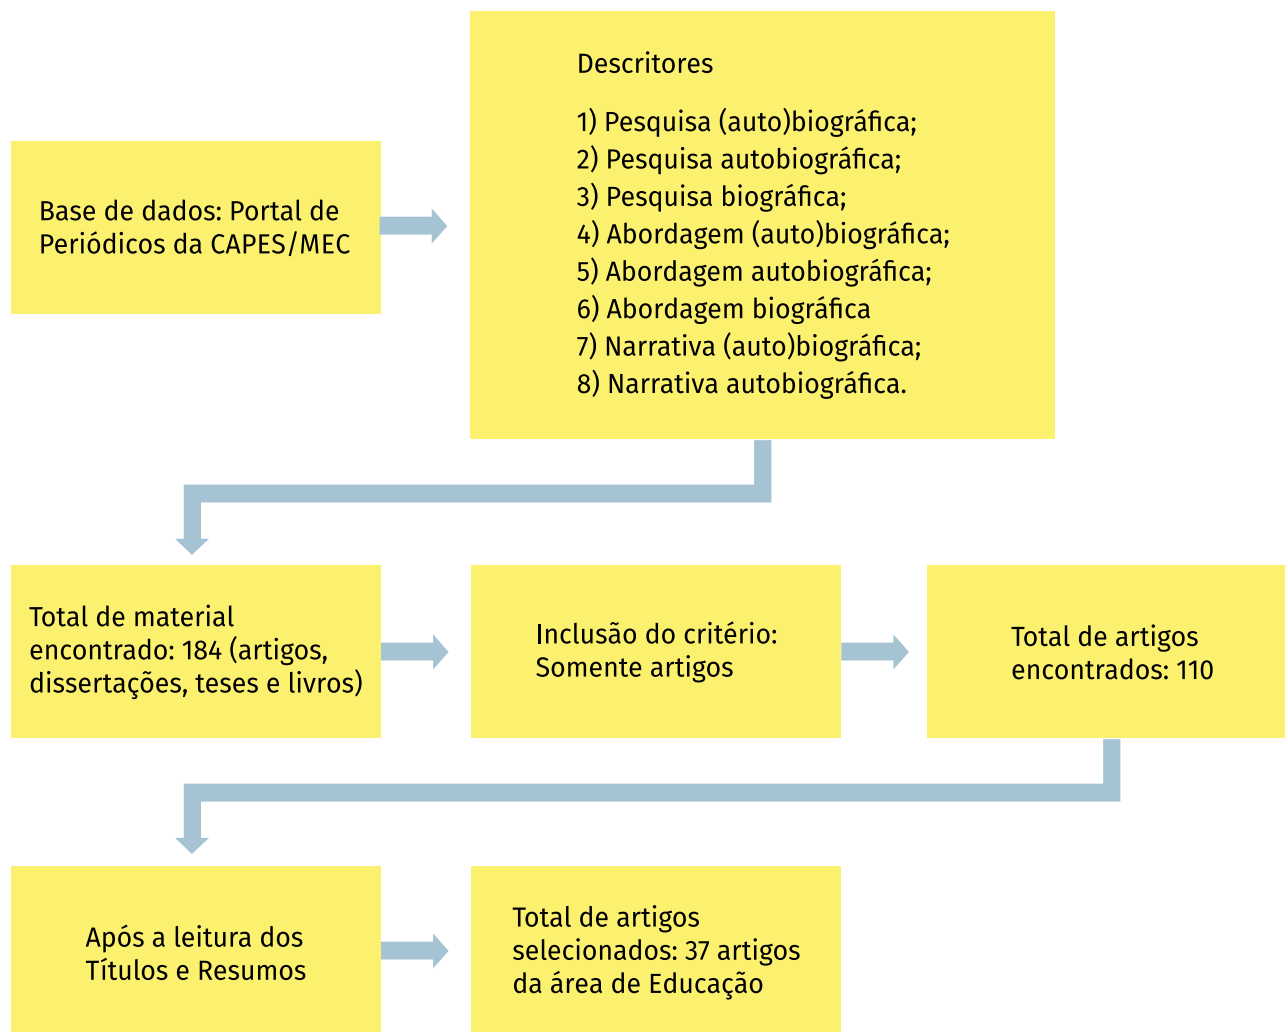 Base de dados: Portal de
Periódicos da CAPES/MEC
Descritores
1) Pesquisa (auto)biográfica;
2) Pesquisa autobiográfica;
3) Pesquisa biográfica;
4) Abordagem (auto)biográfica;
5) Abordagem autobiográfica;
6) Abordagem biográfica
7) Narrativa (auto)biográfica;
8) Narrativa autobiográfica.
Total de material
encontrado: 184 (artigos,
dissertações, teses e livros)
Inclusão do critério:
Somente artigos
Total de artigos
encontrados: 110
Após a leitura dos
Títulos e Resumos
Total de artigos
selecionados: 37 artigos
da área de Educação